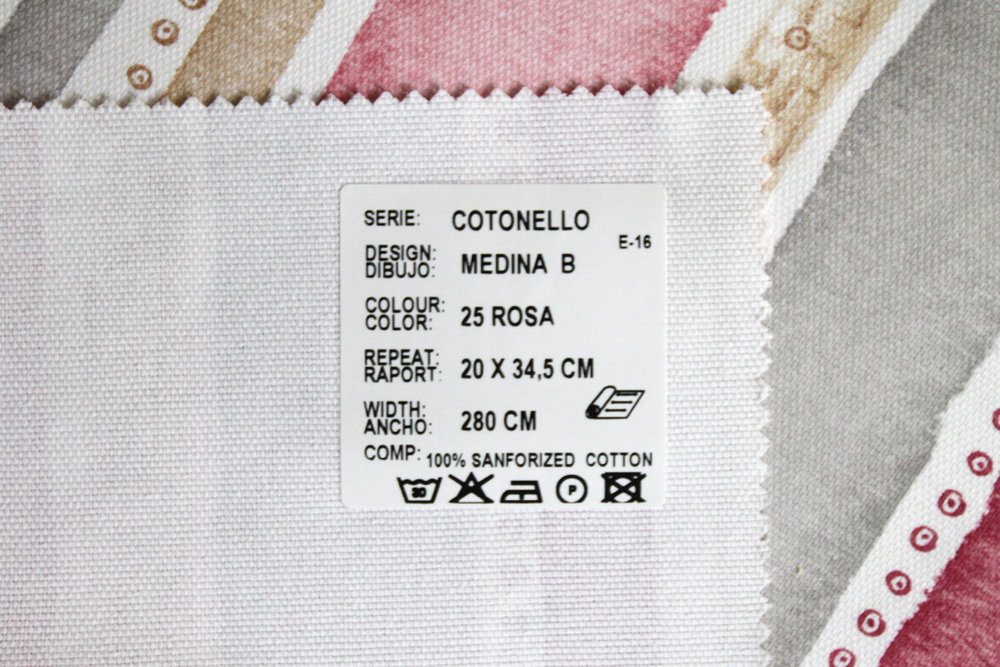 SERIE: COTONELLO
E-16
DESIGN: MEDINA B
DIBUJO:
COLOUR: 25 ROSA
COLOR:
REPEAT: 20 X 34,5 CM
RAPORT:
WIDTH: 280 CM
ANCHO:
COMP: 100% SANFORIZED COTTON
30 P